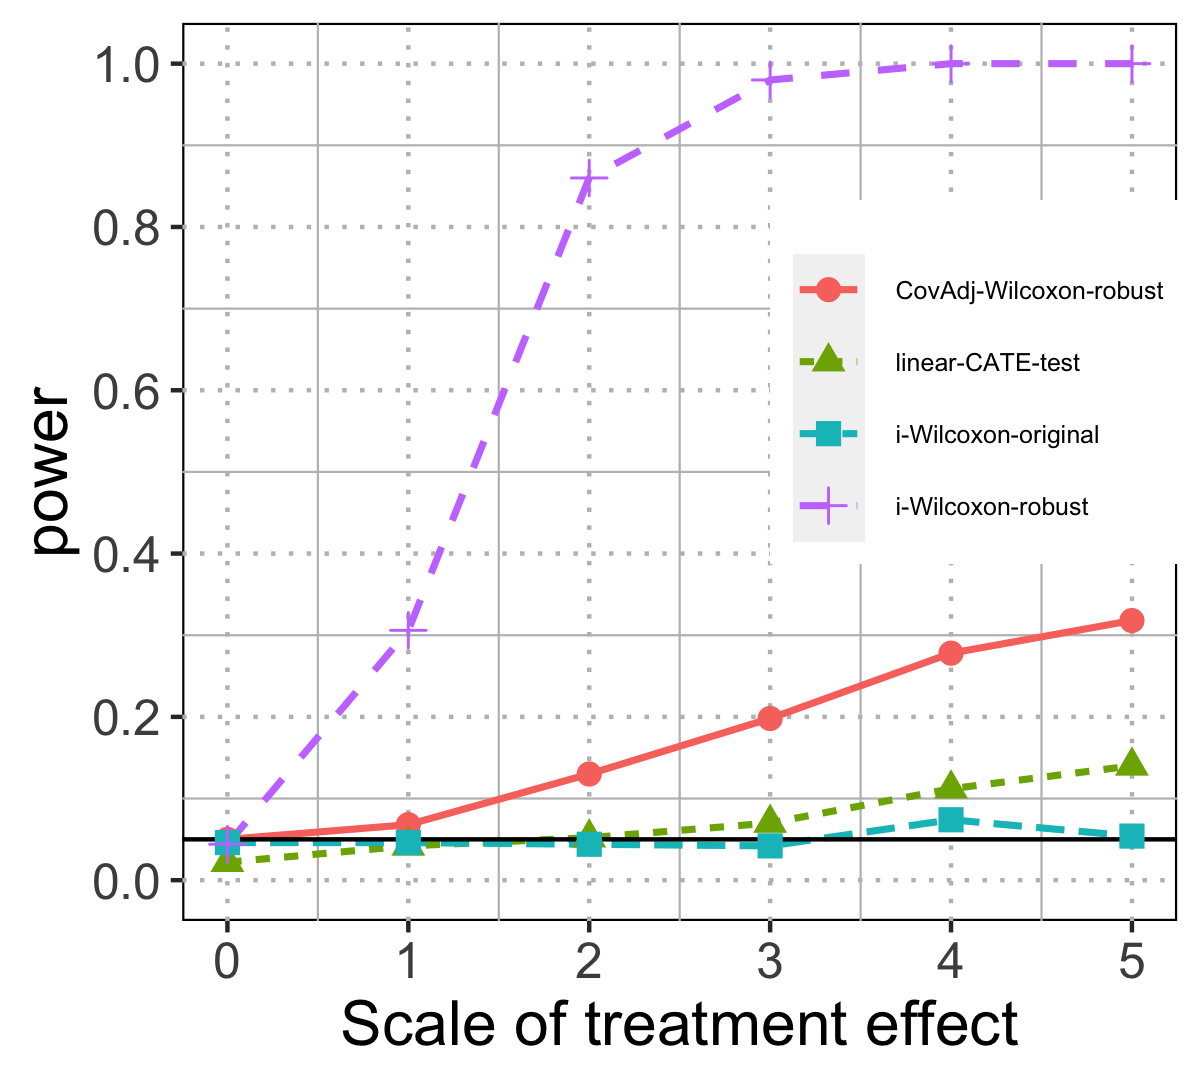 1.0
0.8
0.6
0.4
0.2
0.0
power
CovAdj-Wilcoxon-robust
linear-CATE-test
i-Wilcoxon-original
i-Wilcoxon-robust
0 1 2 3 4 5
Scale of treatment effect